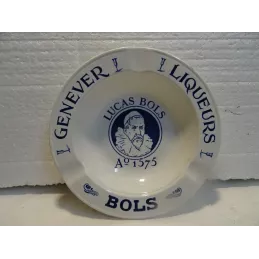 GENEVER
LIQUEURS
LUCAS BOLS
Aº 1575
BOLS